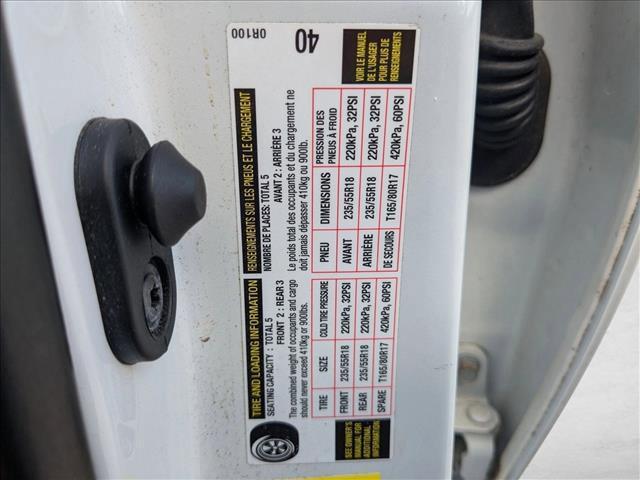 TIRE AND LOADING INFORMATION
SEATING CAPACITY : TOTAL 5
FRONT 2 : REAR 3
The combined weight of occupants and cargo
should never exceed 410kg or 900lbs.
TIRE SIZE COLD TIRE PRESSURE
FRONT 235/55R18 220kPa, 32PSI
REAR 235/55R18 220kPa, 32PSI
SPARE T165/80R17 420kPa, 60PSI
SEE OWNER'S
MANUAL FOR
ADDITIONAL
INFORMATION
RENSEIGNEMENTS SUR LES PNEUS ET LE CHARGEMENT
NOMBRE DE PLACES: TOTAL 5
AVANT 2 : ARRIÈRE 3
Le poids total des occupants et du chargement ne
doit jamais dépasser 410kg ou 900lb.
PNEU DIMENSIONS PRESSION DES
PNEUS À FROID
AVANT 235/55R18 220kPa, 32PSI
ARRIÈRE 235/55R18 220kPa, 32PSI
DE SECOURS T165/80R17 420kPa, 60PSI
VOIR LE MANUEL
DE L'USAGER
POUR PLUS DE
RENSEIGNEMENTS
0R100
40